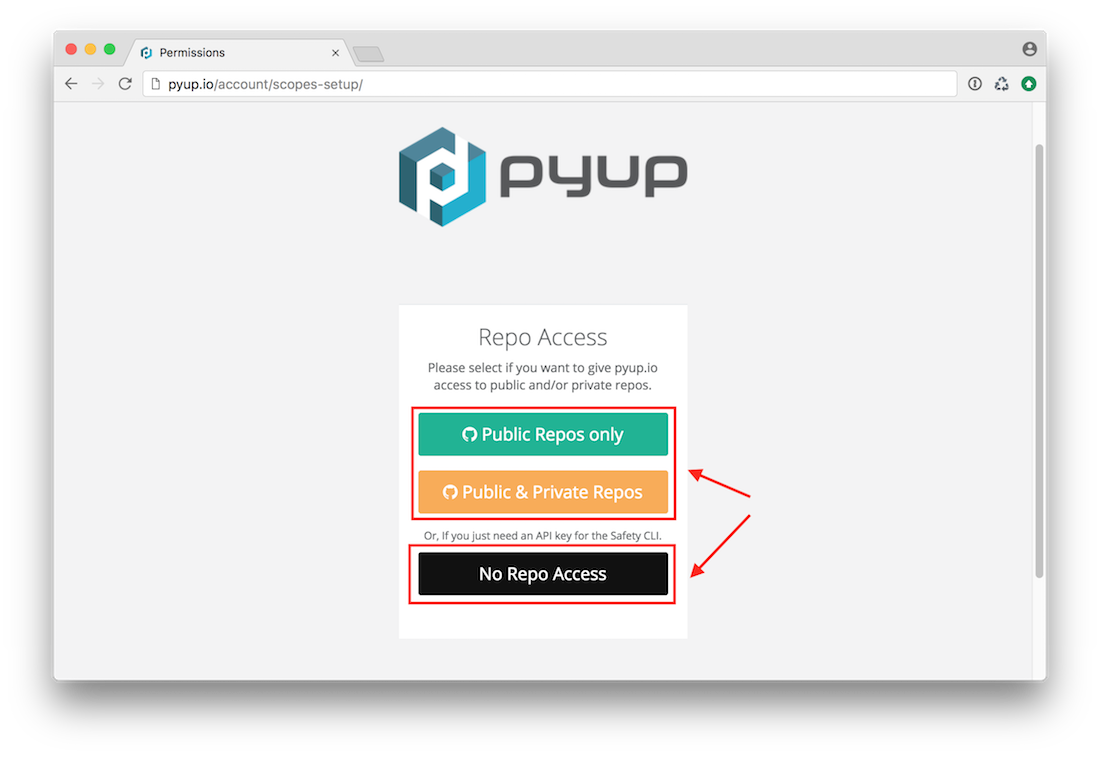 Permissions
pyup.io/account/scopes-setup/
pyup
Repo Access
Please select if you want to give pyup.io
access to public and/or private repos.
Public Repos only
Public & Private Repos
Or, If you just need an API key for the Safety CLI.
No Repo Access